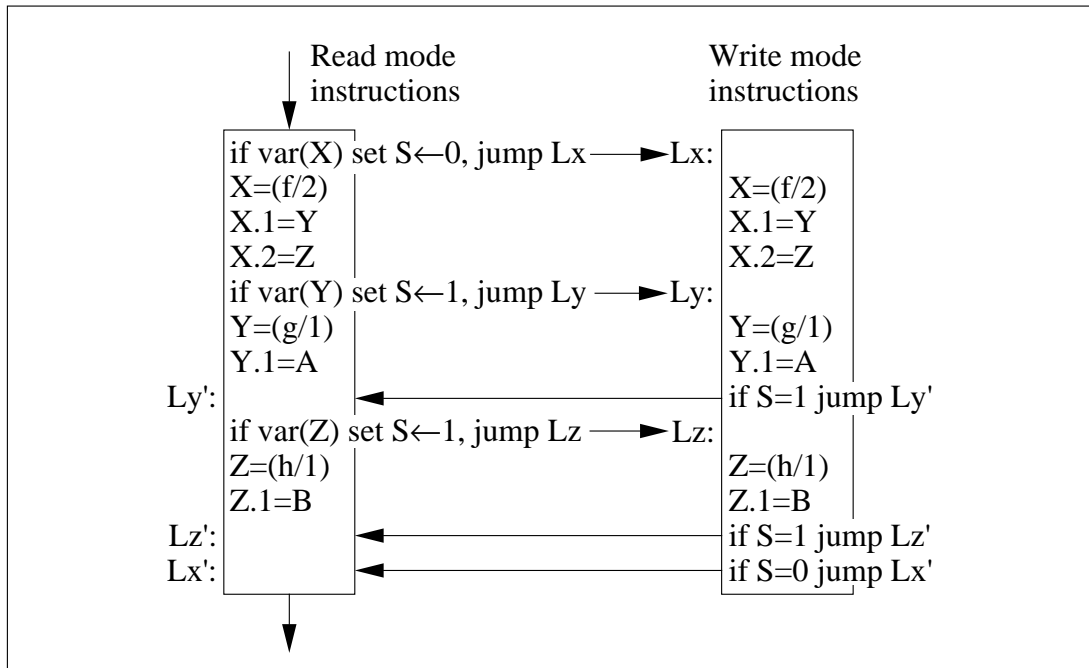 Read mode
instructions
Write mode
instructions
if var(X) set S←0, jump Lx
X=(f/2)
X.1=Y
X.2=Z
if var(Y) set S←1, jump Ly
Y=(g/1)
Y.1=A
Ly':
if var(Z) set S←1, jump Lz
Z=(h/1)
Z.1=B
Lz':
Lx':
Lx:
X=(f/2)
X.1=Y
X.2=Z
Ly:
Y=(g/1)
Y.1=A
if S=1 jump Ly'
Lz:
Z=(h/1)
Z.1=B
if S=1 jump Lz'
if S=0 jump Lx'